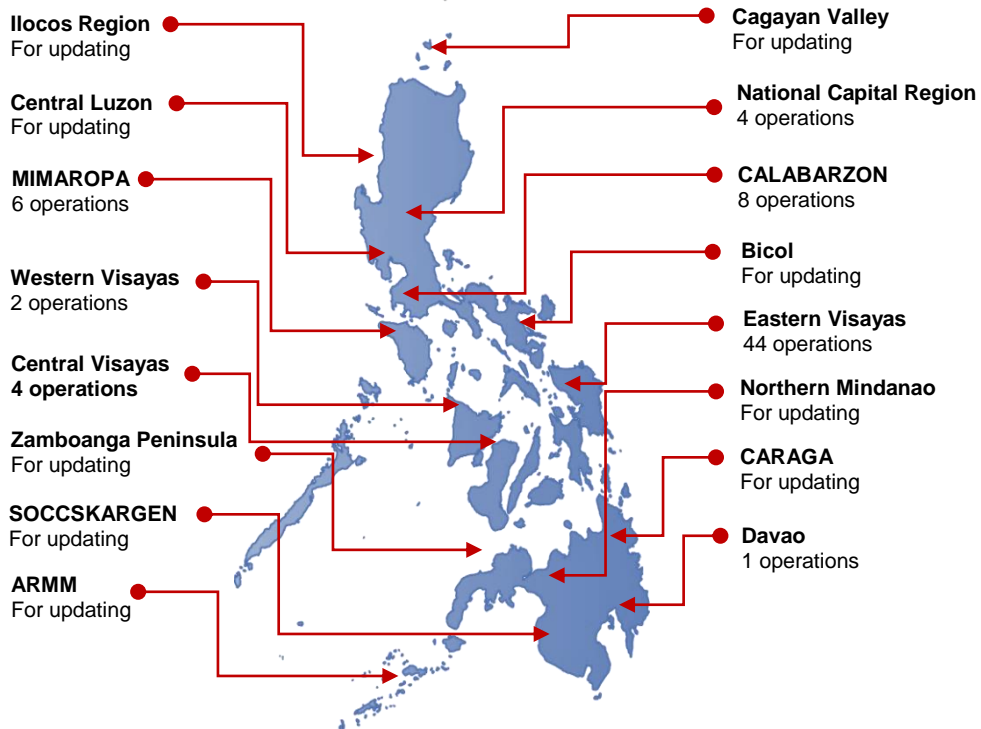 Ilocos Region
For updating
Central Luzon
For updating
MIMAROPA
6 operations
Western Visayas
2 operations
Central Visayas
4 operations
Zamboanga Peninsula
For updating
SOCCSKARGEN
For updating
ARMM
For updating
Cagayan Valley
For updating
National Capital Region
4 operations
CALABARZON
8 operations
Bicol
For updating
Eastern Visayas
44 operations
Northern Mindanao
For updating
CARAGA
For updating
Davao
1 operations